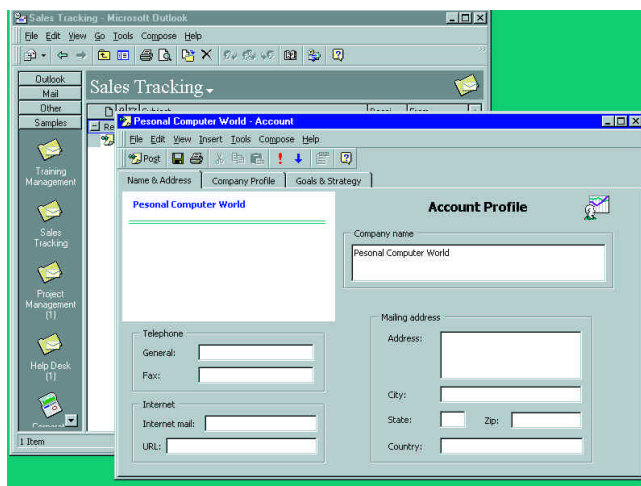 Sales Tracking - Microsoft Outlook
File Edit View Go Tools Compose Help
Outlook
Mail
Other
Samples
Training
Management
Sales
Tracking
Project
Management
(1)
Help Desk
(1)
1 Item
Sales Tracking
Subject From
Pesonal Computer World - Account
File Edit View Insert Tools Compose Help
Post
Name & Address Company Profile Goals & Strategy
Pesonal Computer World
Account Profile
Company name
Pesonal Computer World
Telephone
General:
Fax:
Internet
Internet mail:
URL:
Mailing address
Address:
City:
State: Zip:
Country: